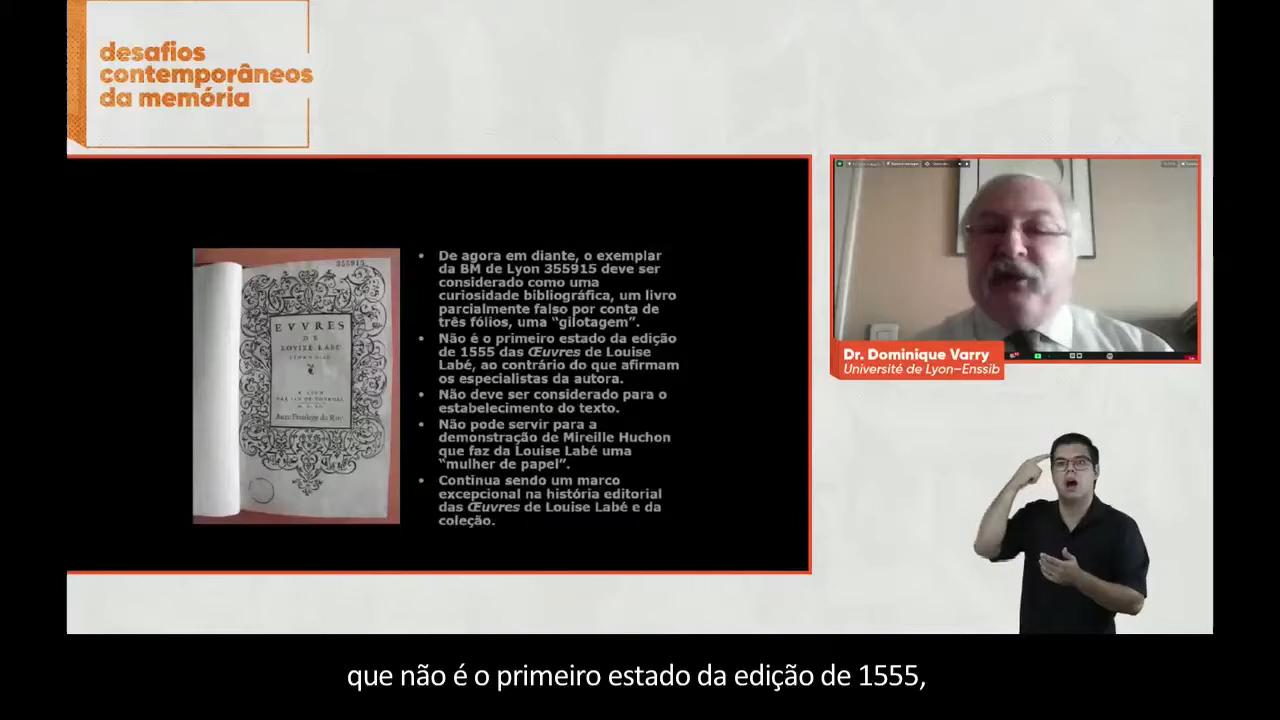 desafios
contemporâneos
da memória
355915
EVVRES
DE
LOVIZE LABE
A LION
Auec Priuilege du Roy.
• De agora em diante, o exemplar
da BM de Lyon 355915 deve ser
considerado como uma
curiosidade bibliográfica, um livro
parcialmente falso por conta de
três fólios, uma “gilotagem”.
• Não é o primeiro estado da edição
de 1555 das Œuvres de Louise
Labé, ao contrário do que afirmam
os especialistas da autora.
• Não deve ser considerado para o
estabelecimento do texto.
• Não pode servir para a
demonstração de Mireille Huchon
que faz da Louise Labé uma
“mulher de papel”.
• Continua sendo um marco
excepcional na história editorial
das Œuvres de Louise Labé e da
coleção.
Dr. Dominique Varry
Université de Lyon–Enssib
que não é o primeiro estado da edição de 1555,